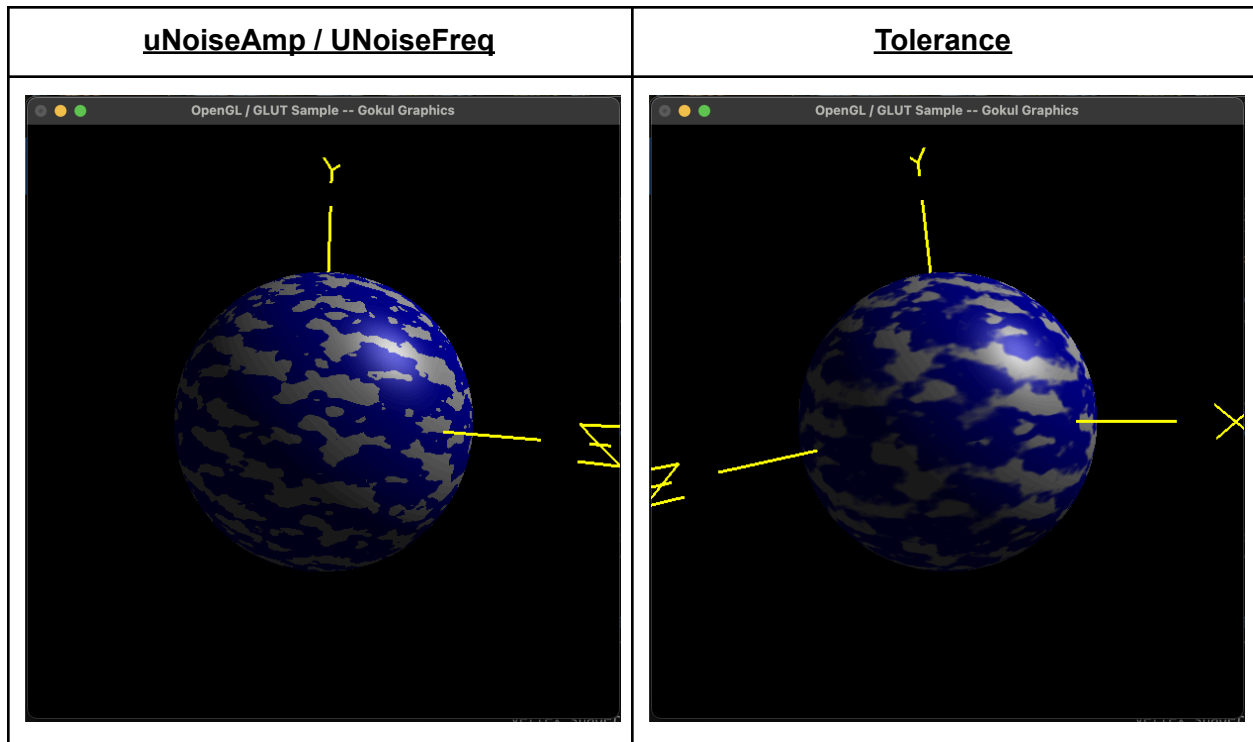 uNoiseAmp / UNoiseFreq
Tolerance
OpenGL / GLUT Sample -- Gokul Graphics
OpenGL / GLUT Sample -- Gokul Graphics
Y
Z
Y
X
Z